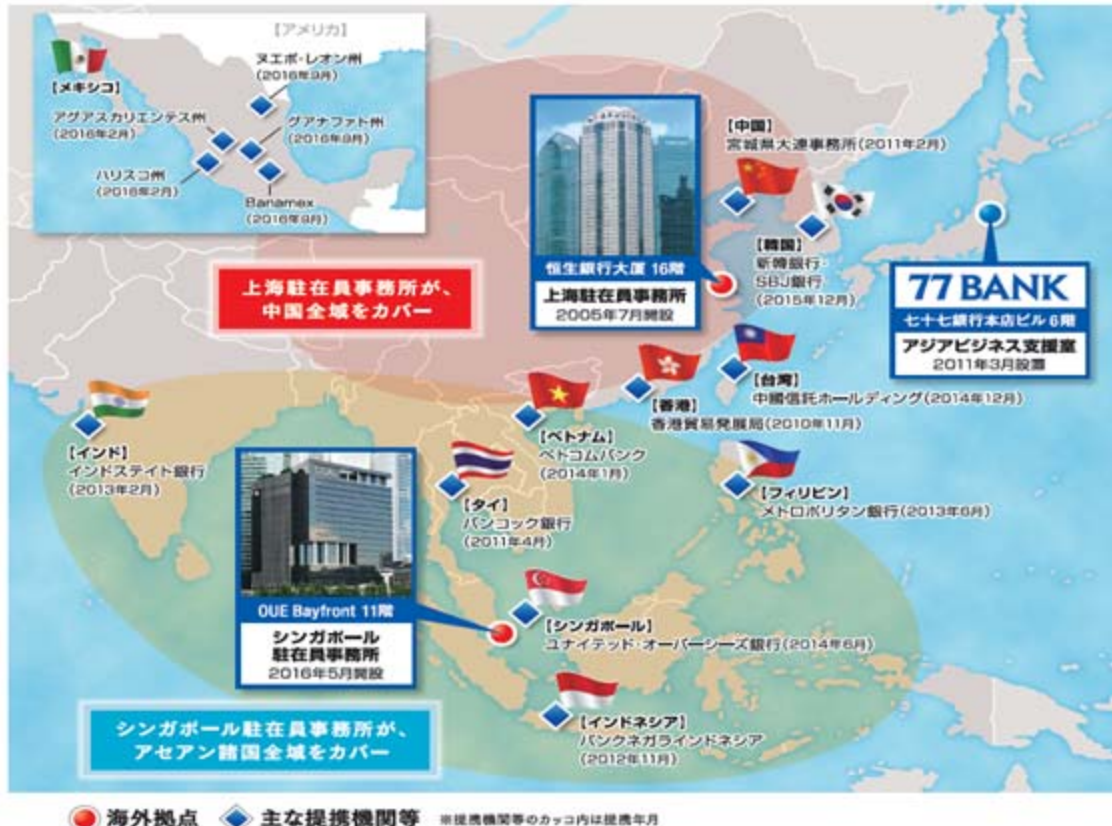 [アメリカ]
【メキシコ】
ヌエボ・レオン州
(2016年9月)
アグアスカリエンテス州
(2016年2月)
グアナファト州
(2016年9月)
ハリスコ州
(2016年2月)
Banamex
(2016年9月)
上海駐在員事務所が、
中国全域をカバー
恒生銀行大厦 16階
上海駐在員事務所
2005年7月開設
【中国】
宮城県大連事務所(2011年2月)
【韓国】
新韓銀行・
SBJ銀行
(2015年12月)
77 BANK
七十七銀行本店ビル6階
アジアビジネス支援室
2011年3月設置
【台湾】
中國信託ホールディング(2014年12月)
【香港】
香港貿易発展局(2010年11月)
【インド】
インドステイト銀行
(2013年2月)
【ベトナム】
ベトコムバンク
(2014年1月)
【タイ】
バンコック銀行
(2011年4月)
【フィリピン】
メトロポリタン銀行(2013年6月)
OUE Bayfront 11階
シンガポール
駐在員事務所
2016年5月開設
【シンガポール】
ユナイテッド・オーバーシーズ銀行(2014年6月)
【インドネシア】
バンクネガラインドネシア
(2012年11月)
シンガポール駐在員事務所が、
アセアン諸国全域をカバー
海外拠点 主な提携機関等 ※提携機関等のカッコ内は提携年月